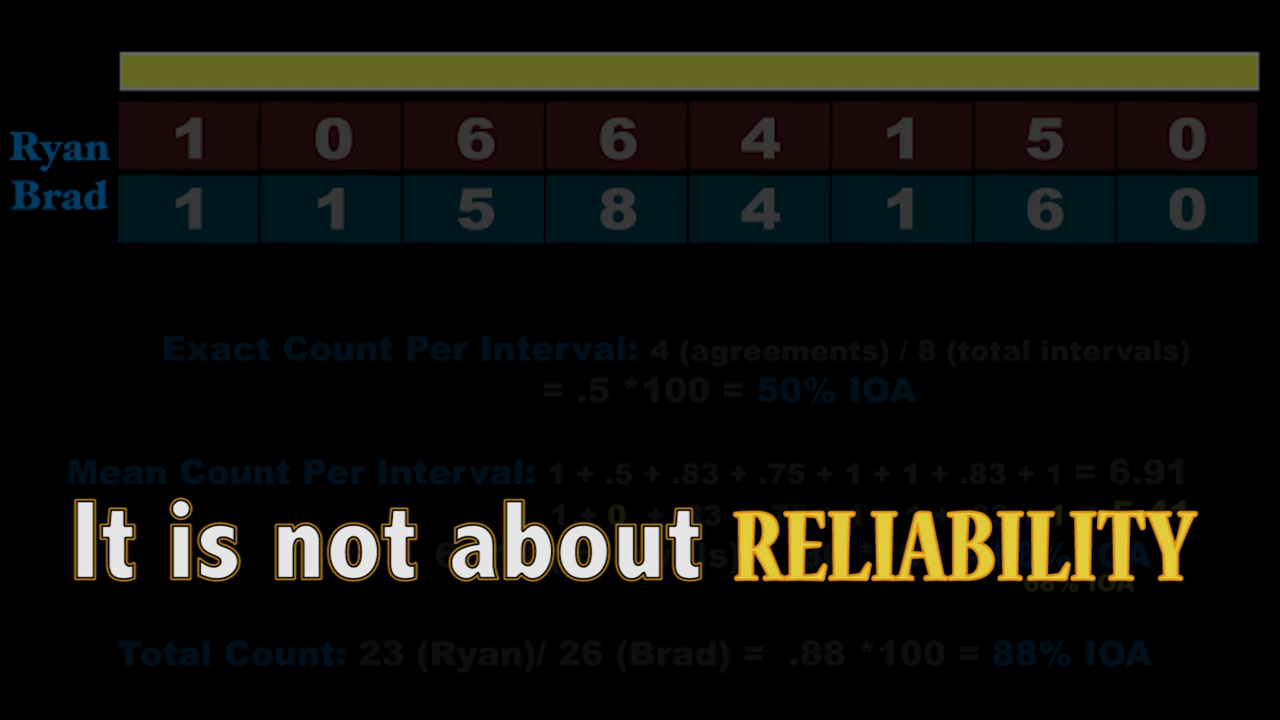 Ryan 1 0 6 6 4 1 5 0
Brad 1 1 5 8 4 1 6 0
Exact Count Per Interval: 4 (agreements) / 8 (total intervals)
= .5 *100 = 50% IOA
Mean Count Per Interval: 1 + .5 + .83 + .75 + 1 + 1 + .83 + 1 = 6.91
It is not about RELIABILITY
Total Count: 23 (Ryan)/ 26 (Brad) = .88 *100 = 88% IOA